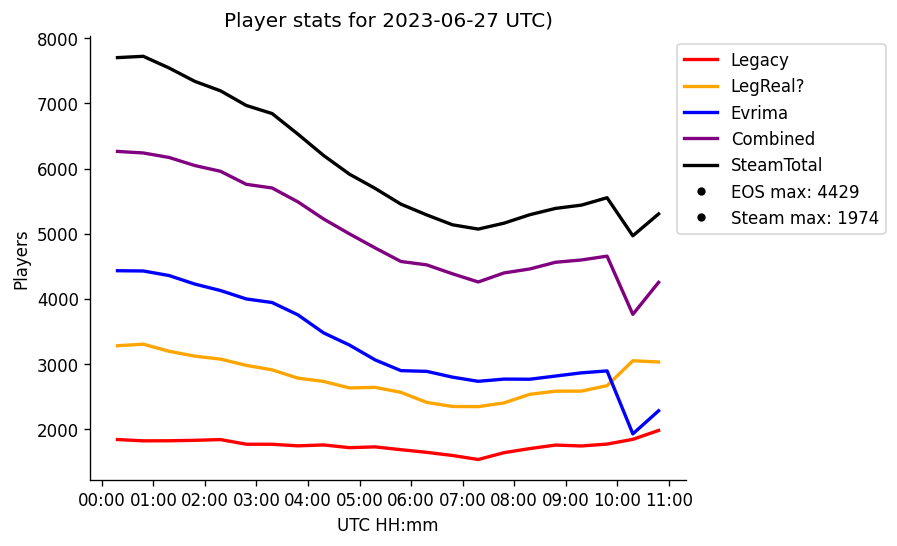 Player stats for 2023-06-27 UTC)
8000
7000
6000
5000
4000
3000
2000
Players
00:00 01:00 02:00 03:00 04:00 05:00 06:00 07:00 08:00 09:00 10:00 11:00
UTC HH:mm
Legacy
LegReal?
Evrima
Combined
SteamTotal
EOS max: 4429
Steam max: 1974